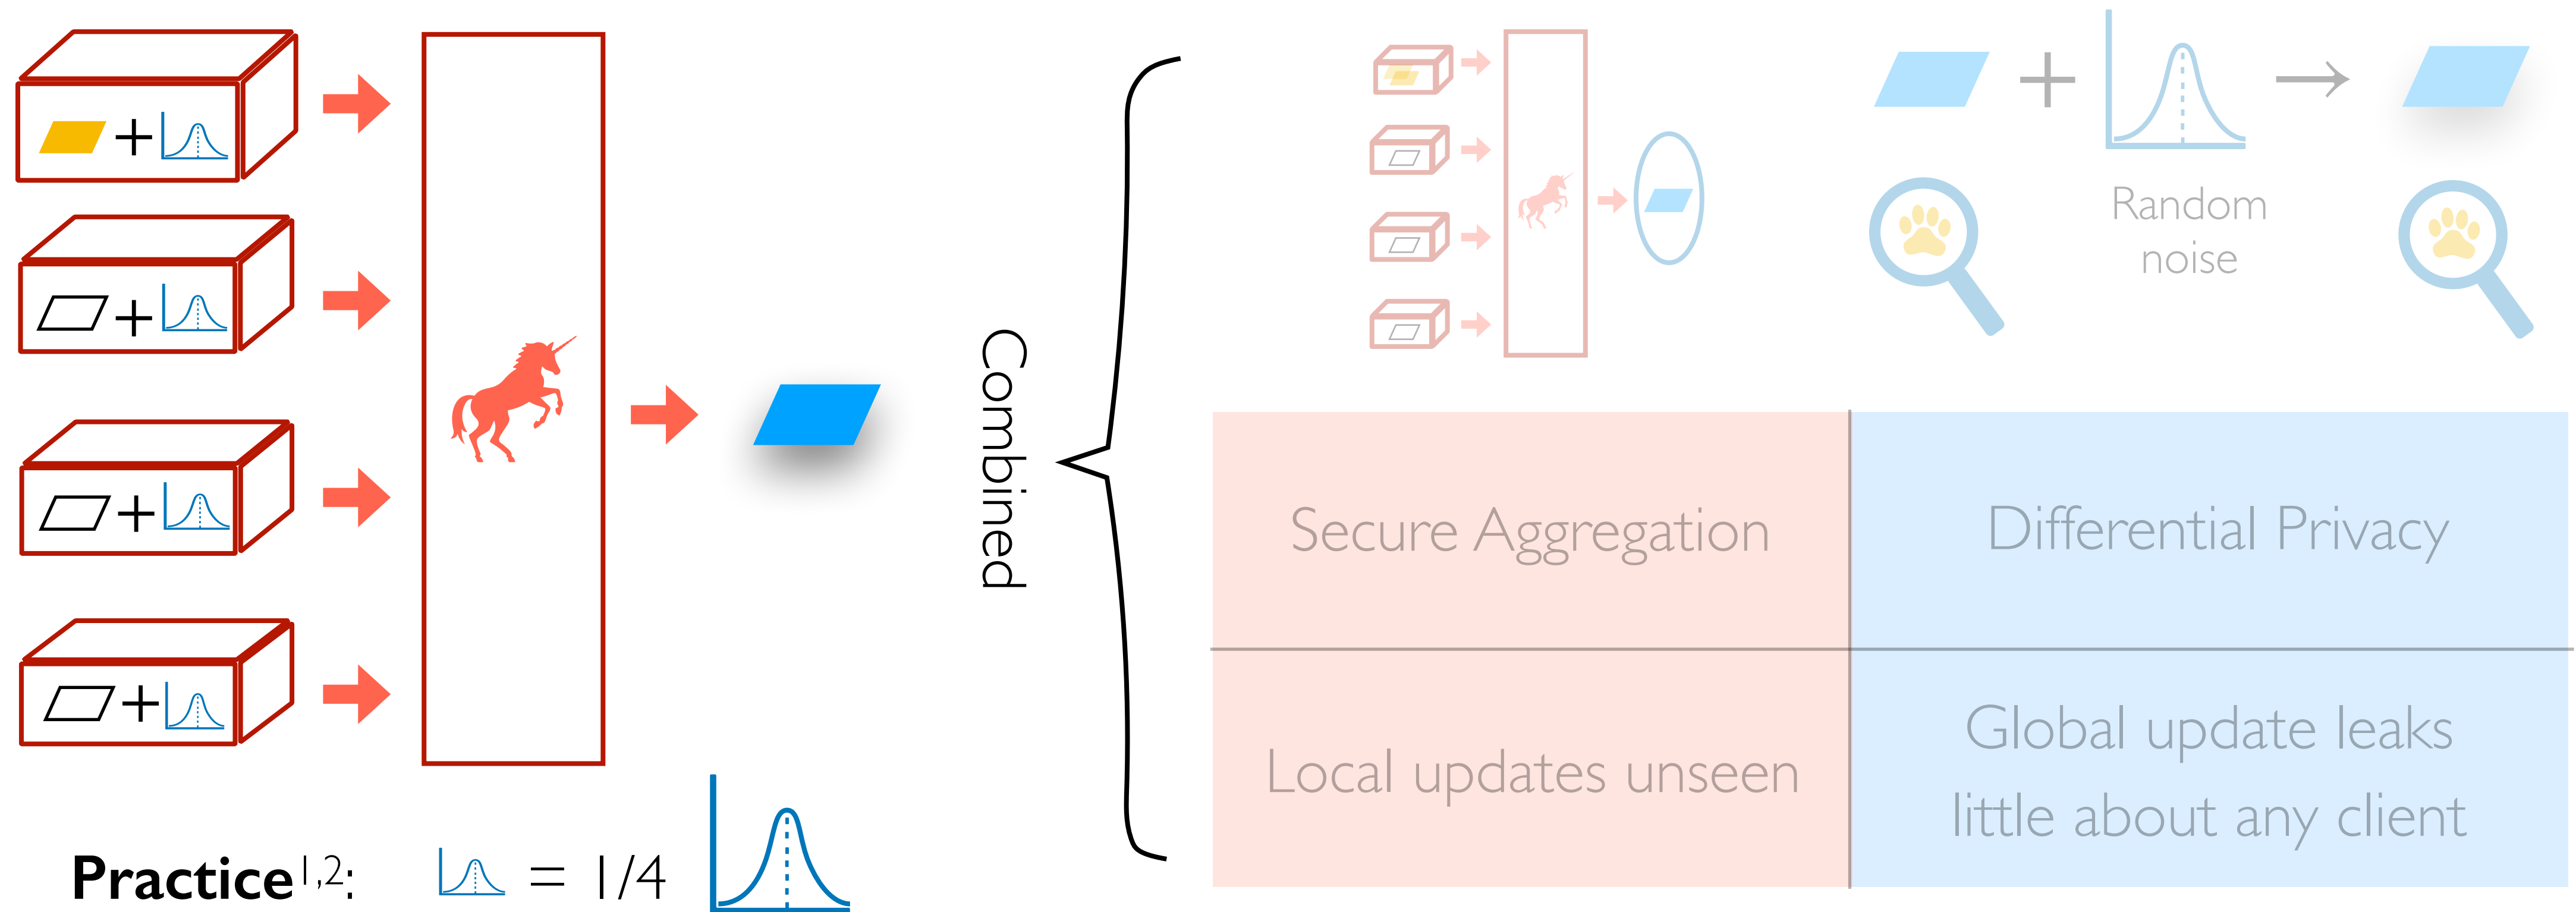 Combined
Random
noise
Secure Aggregation
Differential Privacy
Local updates unseen
Global update leaks
little about any client
Practice1,2: = 1/4